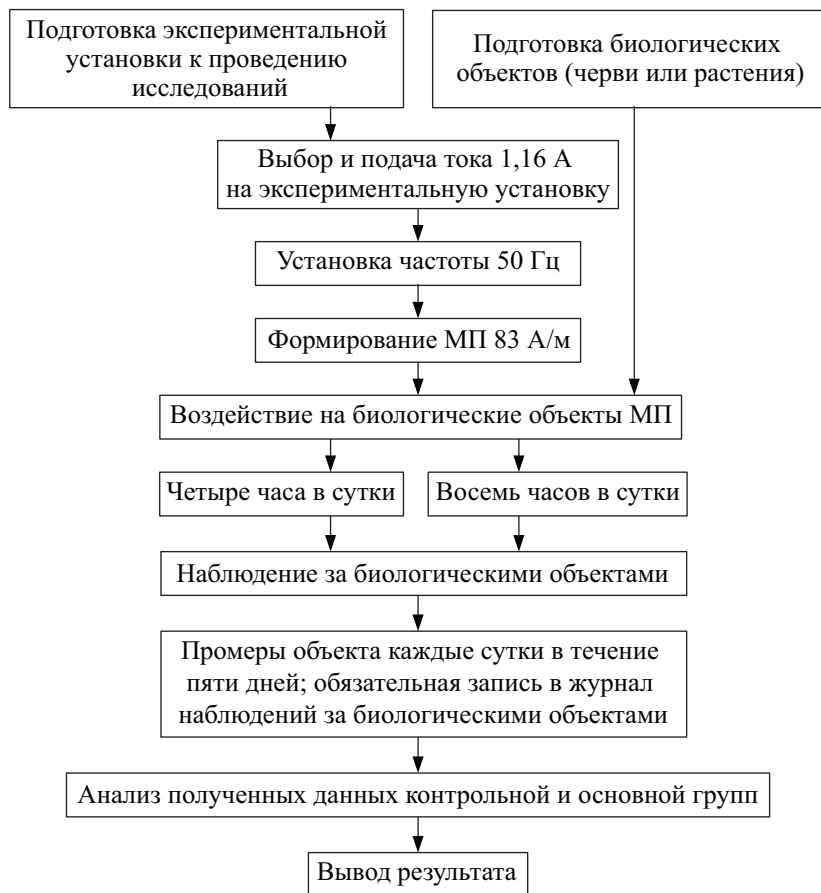 Подготовка экспериментальной
установки к проведению
исследований
Подготовка биологических
объектов (черви или растения)
Выбор и подача тока 1,16 А
на экспериментальную установку
Установка частоты 50 Гц
Формирование МП 83 А/м
Воздействие на биологические объекты МП
Четыре часа в сутки
Восемь часов в сутки
Наблюдение за биологическими объектами
Промеры объекта каждые сутки в течение
пяти дней; обязательная запись в журнал
наблюдений за биологическими объектами
Анализ полученных данных контрольной и основной групп
Вывод результата